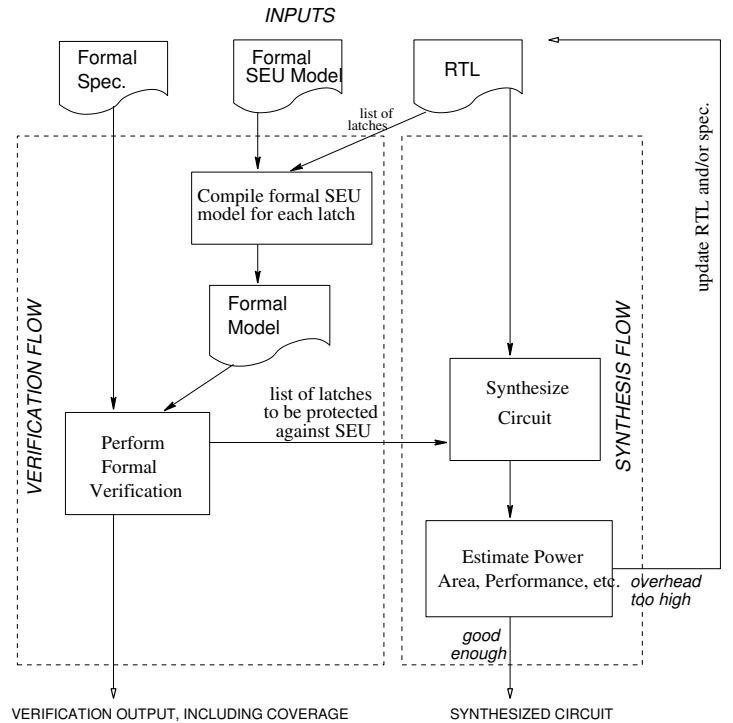 INPUTS
Formal
Spec.
Formal
SEU Model
RTL
list of
latches
update RTL and/or spec.
Compile formal SEU
model for each latch
Formal
Model
VERIFICATION FLOW
SYNTHESIS FLOW
list of latches
to be protected
against SEU
Synthesize
Circuit
Perform
Formal
Verification
Estimate Power
Area, Performance, etc.
overhead
too high
good
enough
VERIFICATION OUTPUT, INCLUDING COVERAGE
SYNTHESIZED CIRCUIT